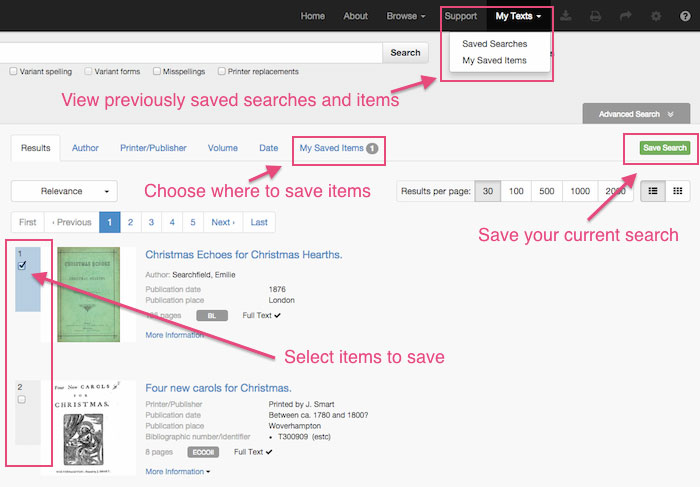 Home About Browse Support My Texts
Saved Searches
My Saved Items
Search
Variant spelling Variant forms Misspellings Printer replacements
View previously saved searches and items
Advanced Search
Results Author Printer/Publisher Volume Date My Saved Items 1
Save Search
Choose where to save items
Relevance
Results per page: 30 100 500 1000 2000
First ‹ Previous 1 2 3 4 5 Next › Last
Save your current search
1
CHRISTMAS ECHOES
Christmas Echoes for Christmas Hearths.
Author: Searchfield, Emilie
Publication date 1876
Publication place London
pages BL Full Text
More Information
Select items to save
2
Four New CAROLS
FOR
CHRISTMAS.
Four new carols for Christmas.
Printer/Publisher • Printed by J. Smart
Publication date • Between ca. 1780 and 1800?
Publication place • Woverhampton
Bibliographic number/identifier • T300909 (estc)
8 pages ECCOII Full Text
More Information